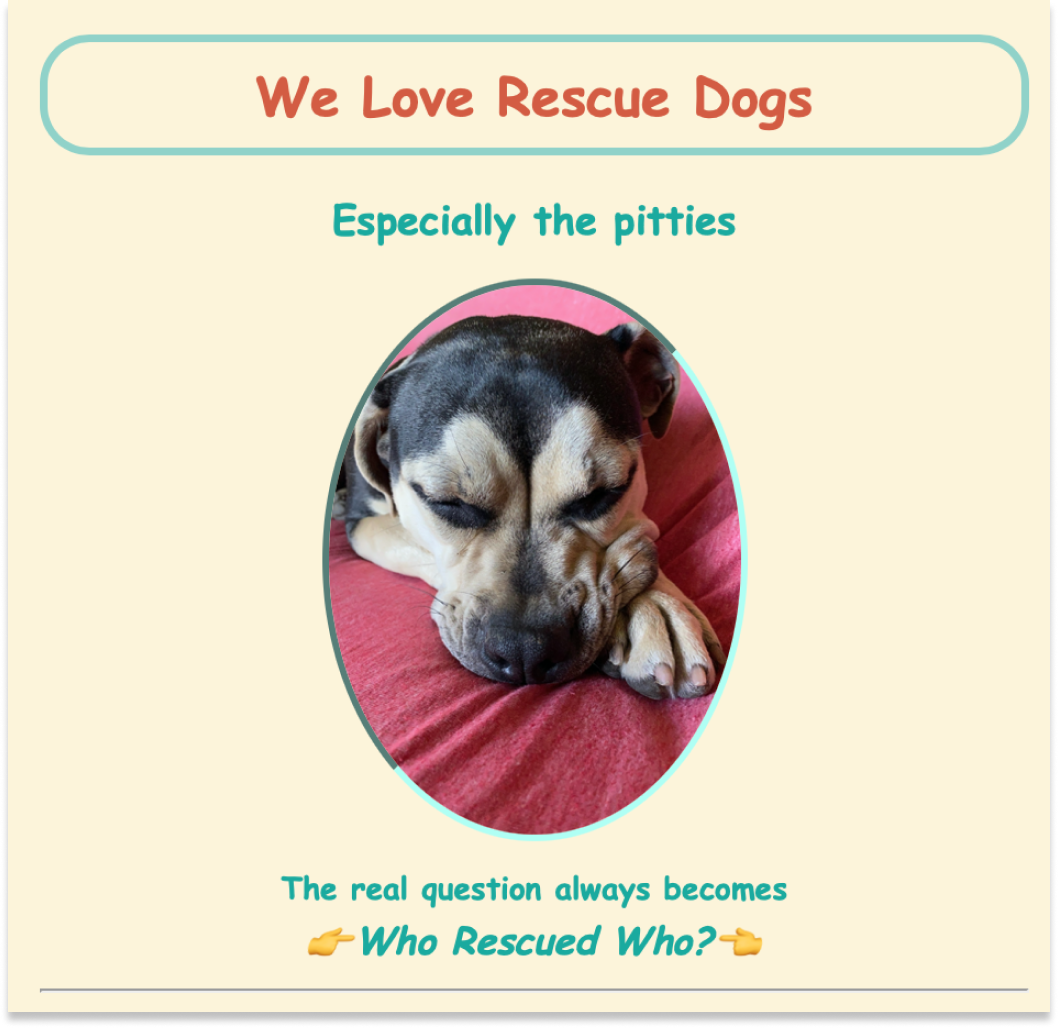 We Love Rescue Dogs
Especially the pitties
The real question always becomes
👉Who Rescued Who?👈